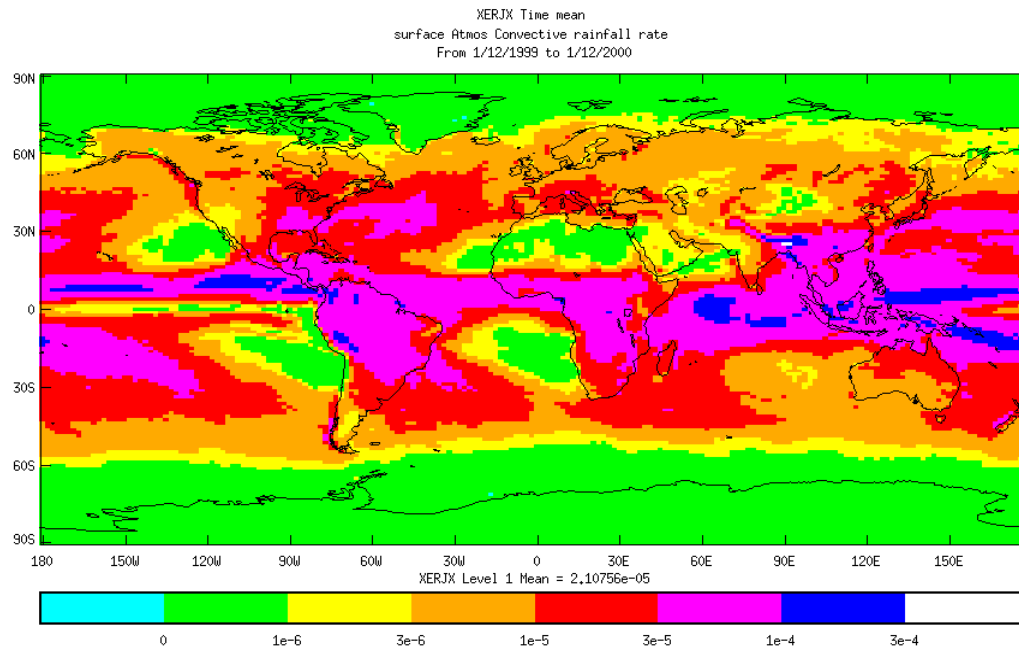 XERJX Time mean
surface Atmos Convective rainfall rate
From 1/12/1999 to 1/12/2000
90N
60N
30N
0
30S
60S
90S
180 150W 120W 90W 60W 30W 0 30E 60E 90E 120E 150E
XERJX Level 1 Mean = 2.10756e-05
0 1e-6 3e-6 1e-5 3e-5 1e-4 3e-4